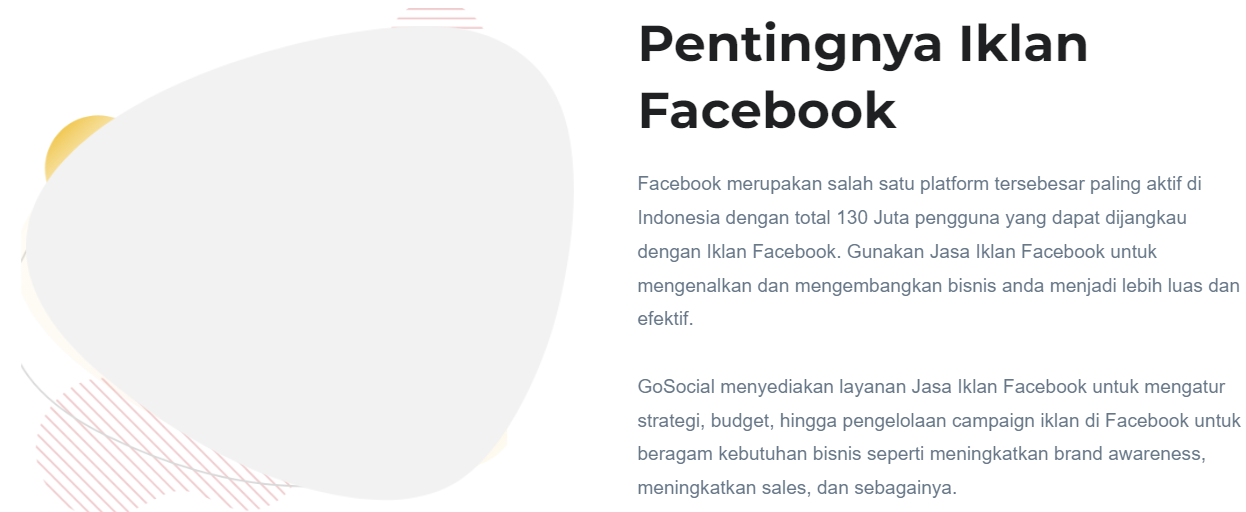 Pentingnya Iklan
Facebook
Facebook merupakan salah satu platform tersebesar paling aktif di
Indonesia dengan total 130 Juta pengguna yang dapat dijangkau
dengan Iklan Facebook. Gunakan Jasa Iklan Facebook untuk
mengenalkan dan mengembangkan bisnis anda menjadi lebih luas dan
efektif.
GoSocial menyediakan layanan Jasa Iklan Facebook untuk mengatur
strategi, budget, hingga pengelolaan campaign iklan di Facebook untuk
beragam kebutuhan bisnis seperti meningkatkan brand awareness,
meningkatkan sales, dan sebagainya.